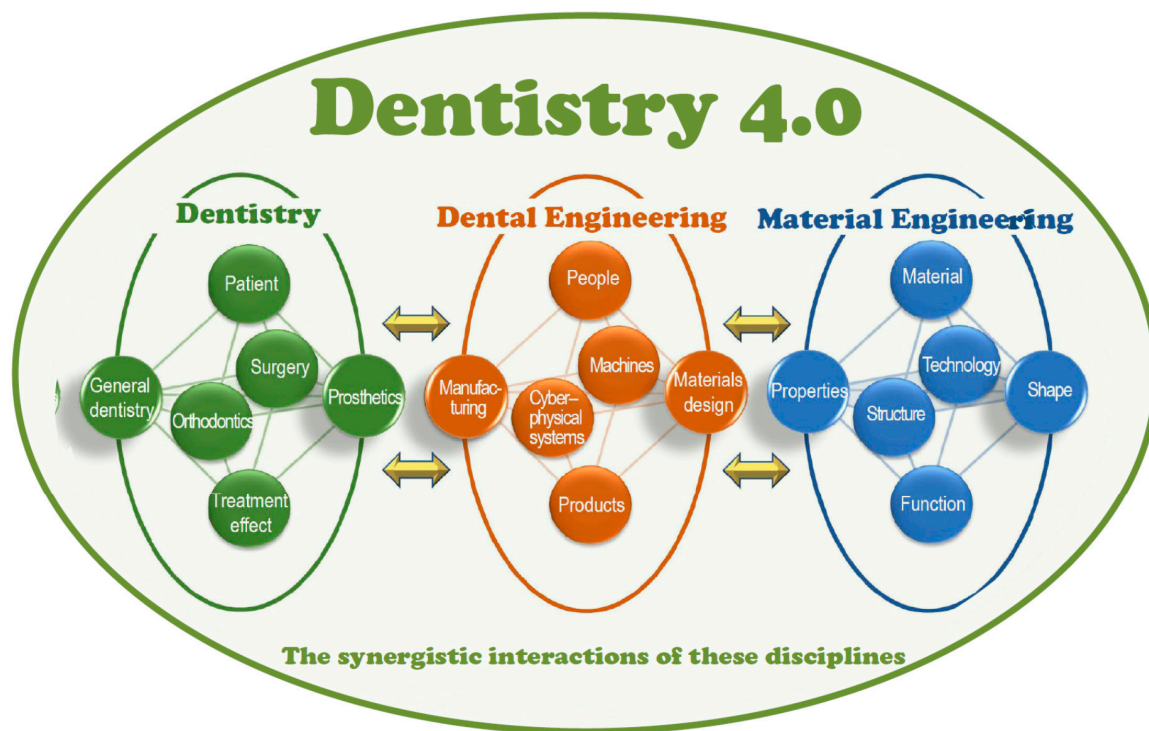 Dentistry 4.0
Dentistry
Patient
Surgery
General
dentistry
Prosthetics
Orthodontics
Treatment
effect
Dental Engineering
People
Machines
Manufac-
turing
Materials
design
Cyber–
physical
systems
Products
Material Engineering
Material
Technology
Properties
Shape
Structure
Function
The synergistic interactions of these disciplines